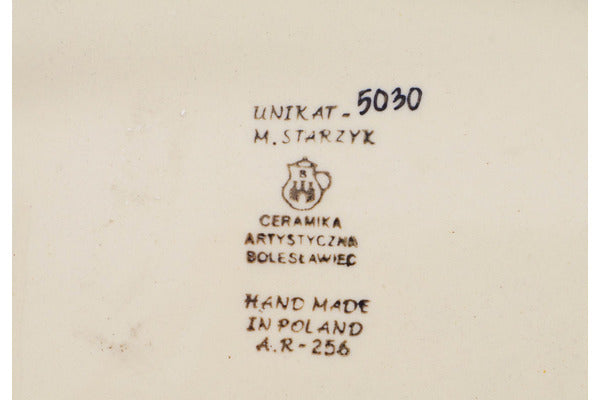 UNIKAT - 5030
M. STARZYK
B
CERAMIKA
ARTYSTYCZNA
BOLESŁAWIEC
HAND MADE
IN POLAND
A.R - 256